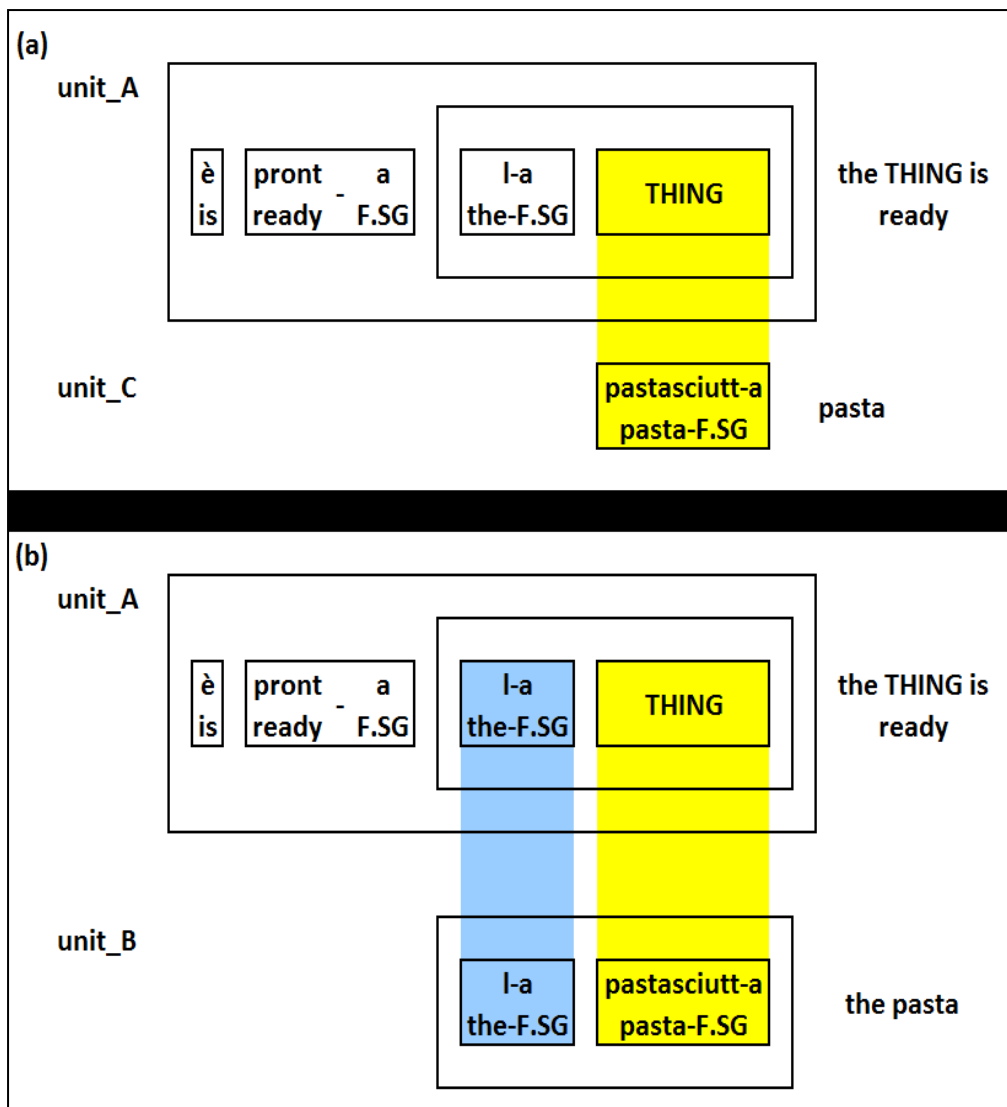 (a)
unit_A
è pront - a l-a THING the THING is
is ready F.SG the-F.SG ready
unit_C
pastasciutt-a pasta
pasta-F.SG
(b)
unit_A
è pront - a l-a THING the THING is
is ready F.SG the-F.SG ready
unit_B
l-a pastasciutt-a the pasta
the-F.SG pasta-F.SG